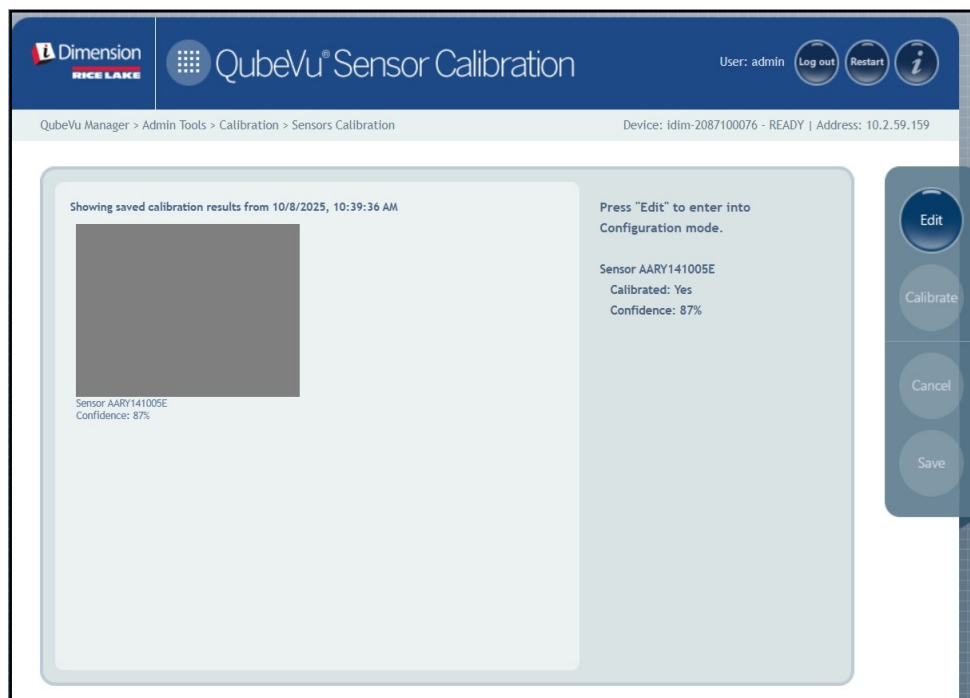 iDimension
RICE LAKE
QubeVu® Sensor Calibration
User: admin
Log out
Restart
i
QubeVu Manager > Admin Tools > Calibration > Sensors Calibration
Device: idim-2087100076 - READY | Address: 10.2.59.159
Showing saved calibration results from 10/8/2025, 10:39:36 AM
Sensor AARY141005E
Confidence: 87%
Press "Edit" to enter into
Configuration mode.
Sensor AARY141005E
Calibrated: Yes
Confidence: 87%
Edit
Calibrate
Cancel
Save